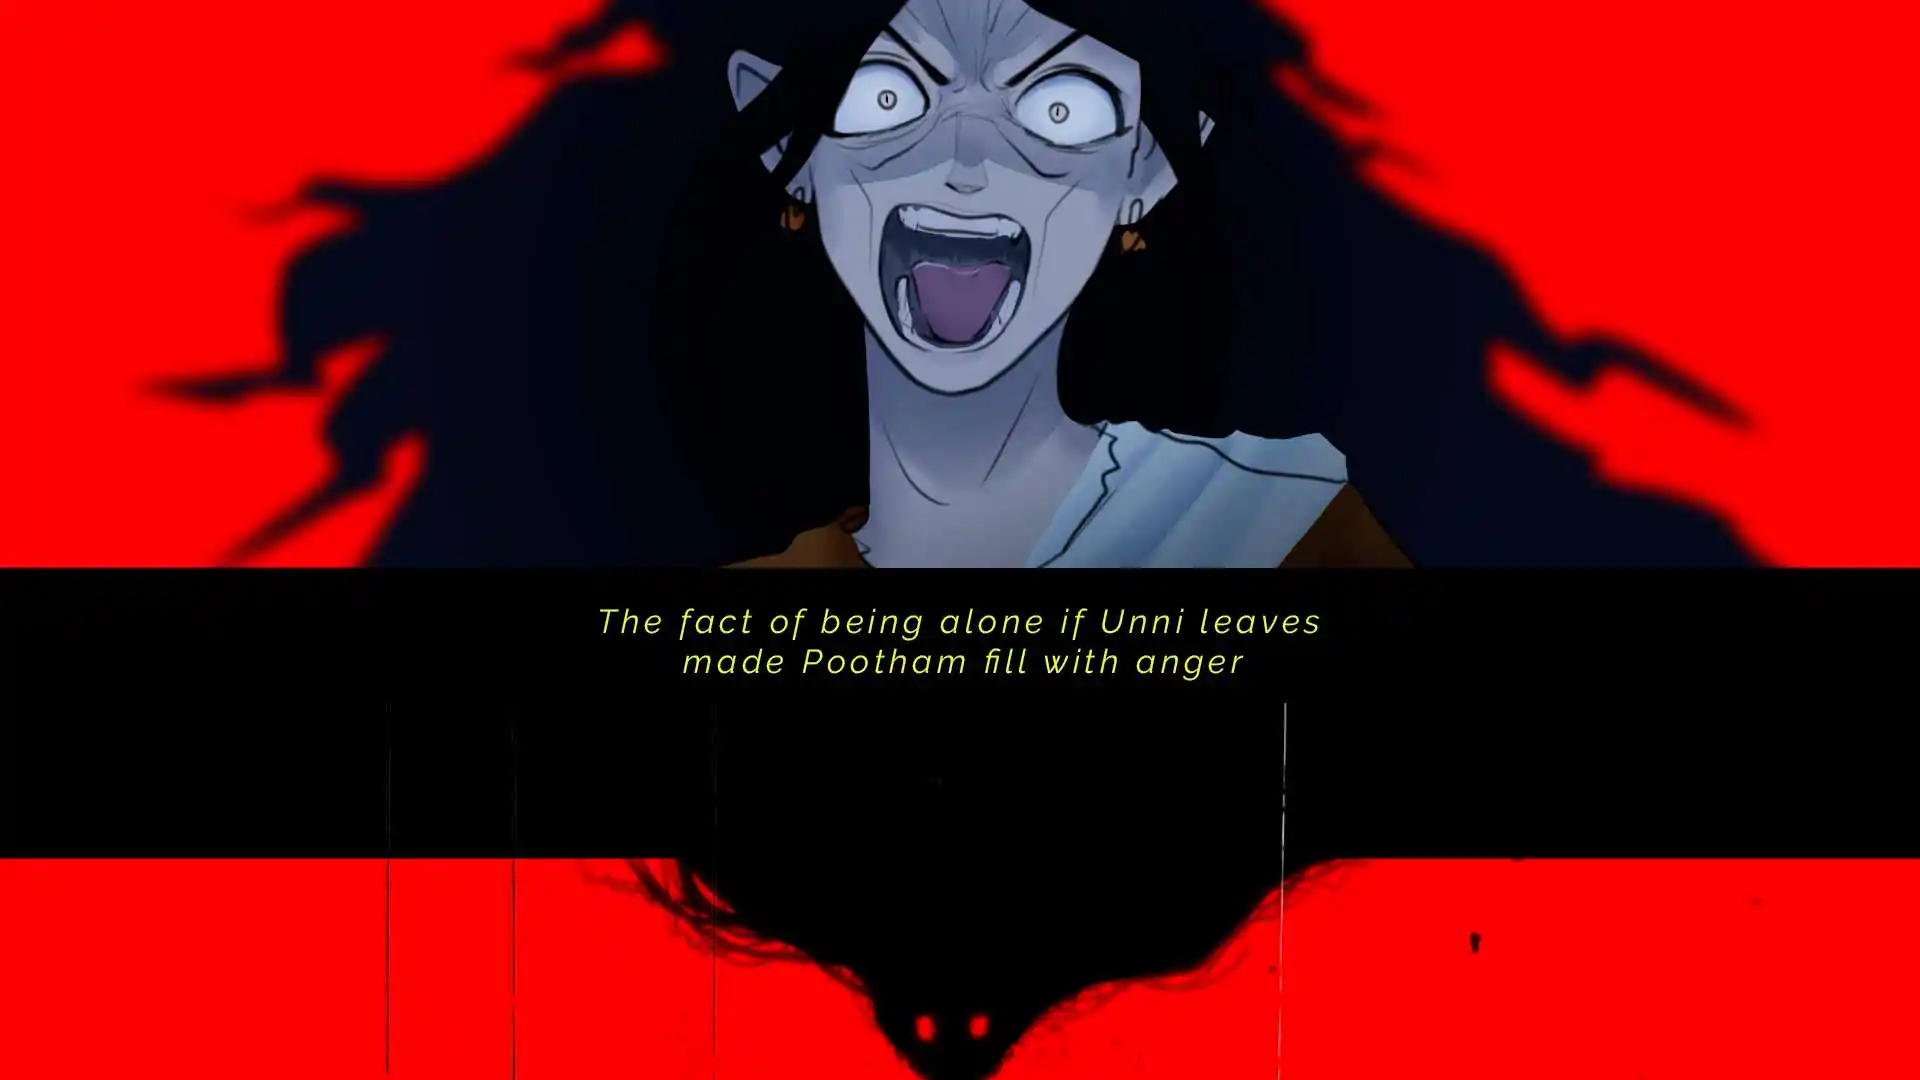 The fact of being alone if Unni leaves
made Pootham fill with anger